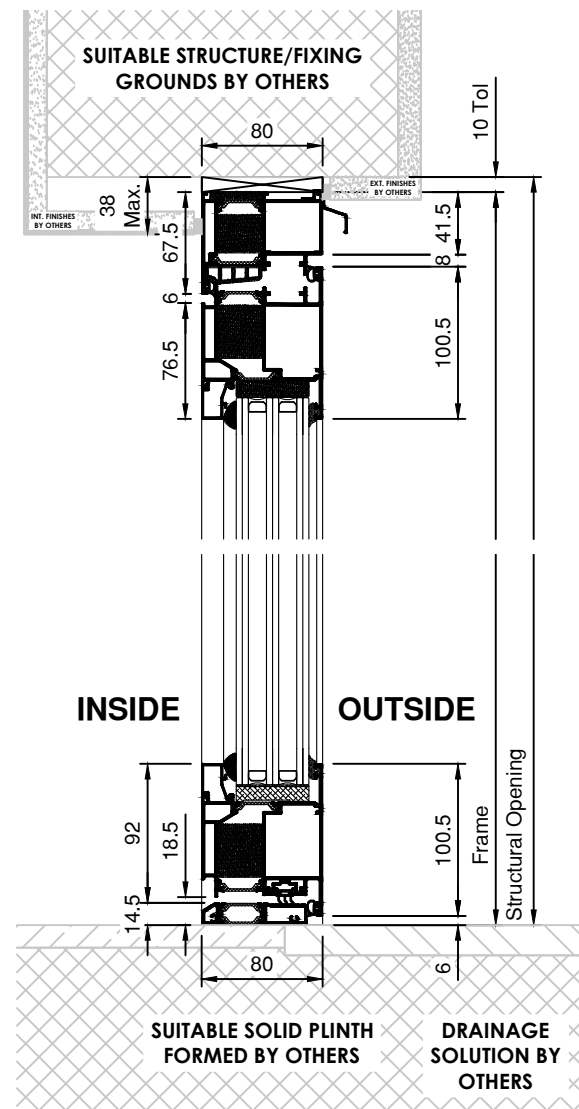 SUITABLE STRUCTURE/FIXING
GROUNDS BY OTHERS
10 Tol
80
EXT. FINISHES
BY OTHERS
38
Max.
INT. FINISHES
BY OTHERS
67.5
41.5
8
6
76.5
100.5
INSIDE
OUTSIDE
92
18.5
14.5
100.5
Frame
Structural Opening
80
6
SUITABLE SOLID PLINTH
FORMED BY OTHERS
DRAINAGE
SOLUTION BY
OTHERS